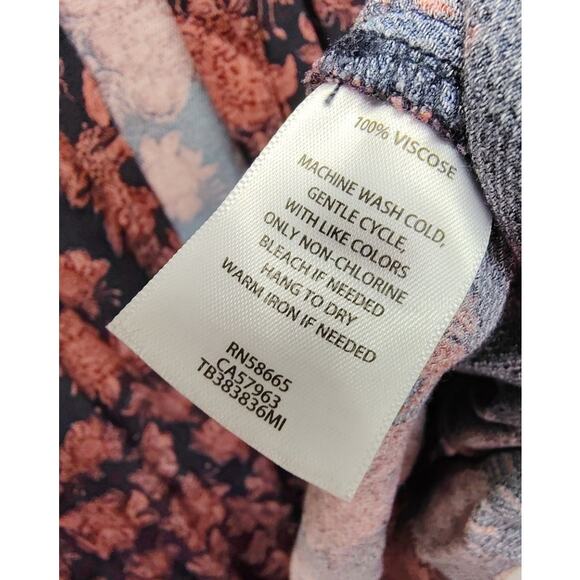 100% VISCOSE
MACHINE WASH COLD,
GENTLE CYCLE,
WITH LIKE COLORS
ONLY NON-CHLORINE
BLEACH IF NEEDED
HANG TO DRY
WARM IRON IF NEEDED
RN58665
CA57963
TB383836MI